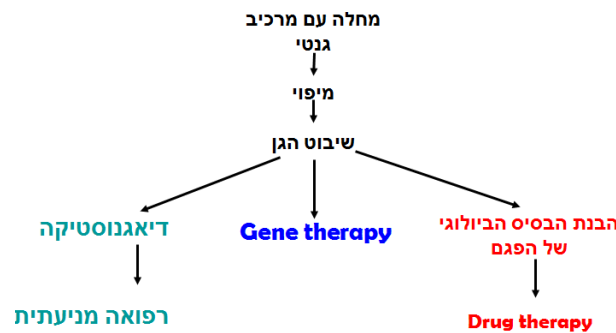 מחלה עם מרכיב
גנטי
מיפוי
שיבוט הגן
דיאגנוסטיקה
Gene therapy
הבנת הבסיס הביולוגי
של הפגם
רפואה מניעתית
Drug therapy